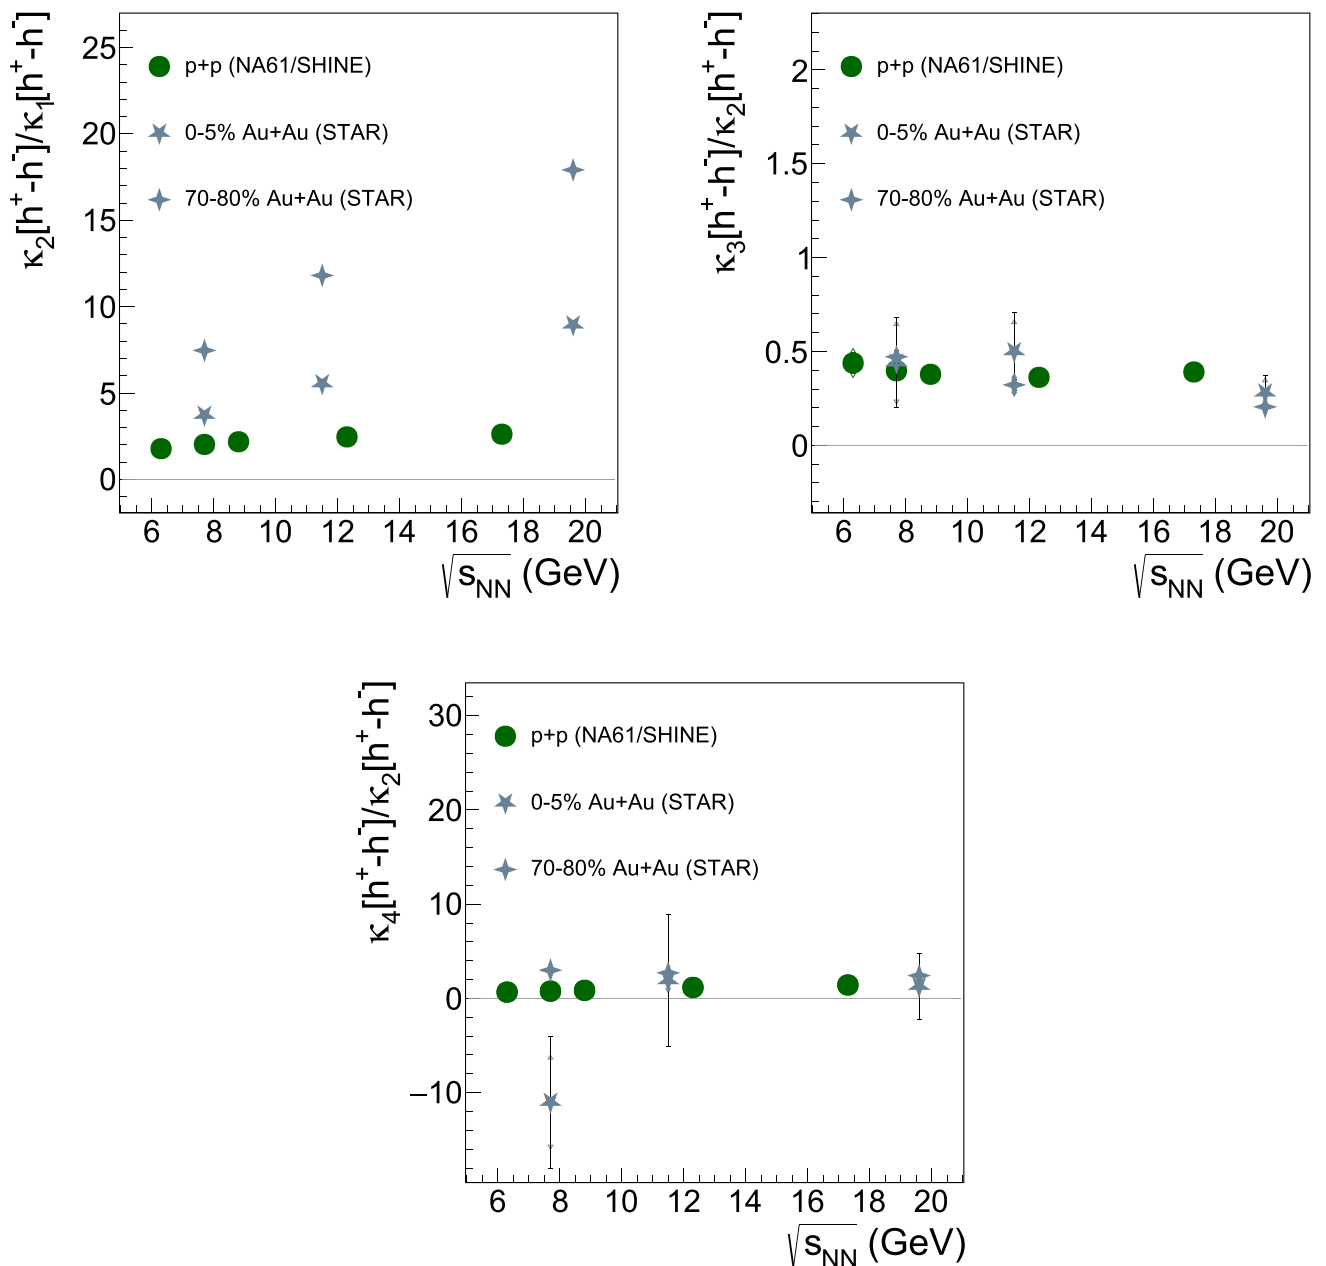 κ₂[h⁺-h⁻]/κ₁[h⁺-h⁻]
25
20
15
10
5
0
p+p (NA61/SHINE)
0-5% Au+Au (STAR)
70-80% Au+Au (STAR)
6 8 10 12 14 16 18 20
√s_NN (GeV)
κ₃[h⁺-h⁻]/κ₂[h⁺-h⁻]
2
1.5
1
0.5
0
p+p (NA61/SHINE)
0-5% Au+Au (STAR)
70-80% Au+Au (STAR)
6 8 10 12 14 16 18 20
√s_NN (GeV)
κ₄[h⁺-h⁻]/κ₂[h⁺-h⁻]
30
20
10
0
−10
p+p (NA61/SHINE)
0-5% Au+Au (STAR)
70-80% Au+Au (STAR)
6 8 10 12 14 16 18 20
√s_NN (GeV)